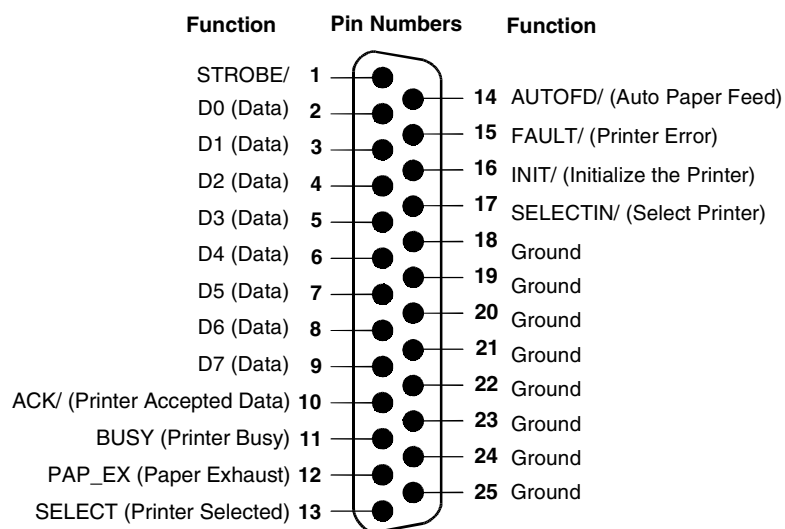 Function Pin Numbers Function
STROBE/ 1
14 AUTOFD/ (Auto Paper Feed)
D0 (Data) 2
15 FAULT/ (Printer Error)
D1 (Data) 3
16 INIT/ (Initialize the Printer)
D2 (Data) 4
17 SELECTIN/ (Select Printer)
D3 (Data) 5
18 Ground
D4 (Data) 6
19 Ground
D5 (Data) 7
20 Ground
D6 (Data) 8
21 Ground
D7 (Data) 9
22 Ground
ACK/ (Printer Accepted Data) 10
23 Ground
BUSY (Printer Busy) 11
24 Ground
PAP_EX (Paper Exhaust) 12
25 Ground
SELECT (Printer Selected) 13